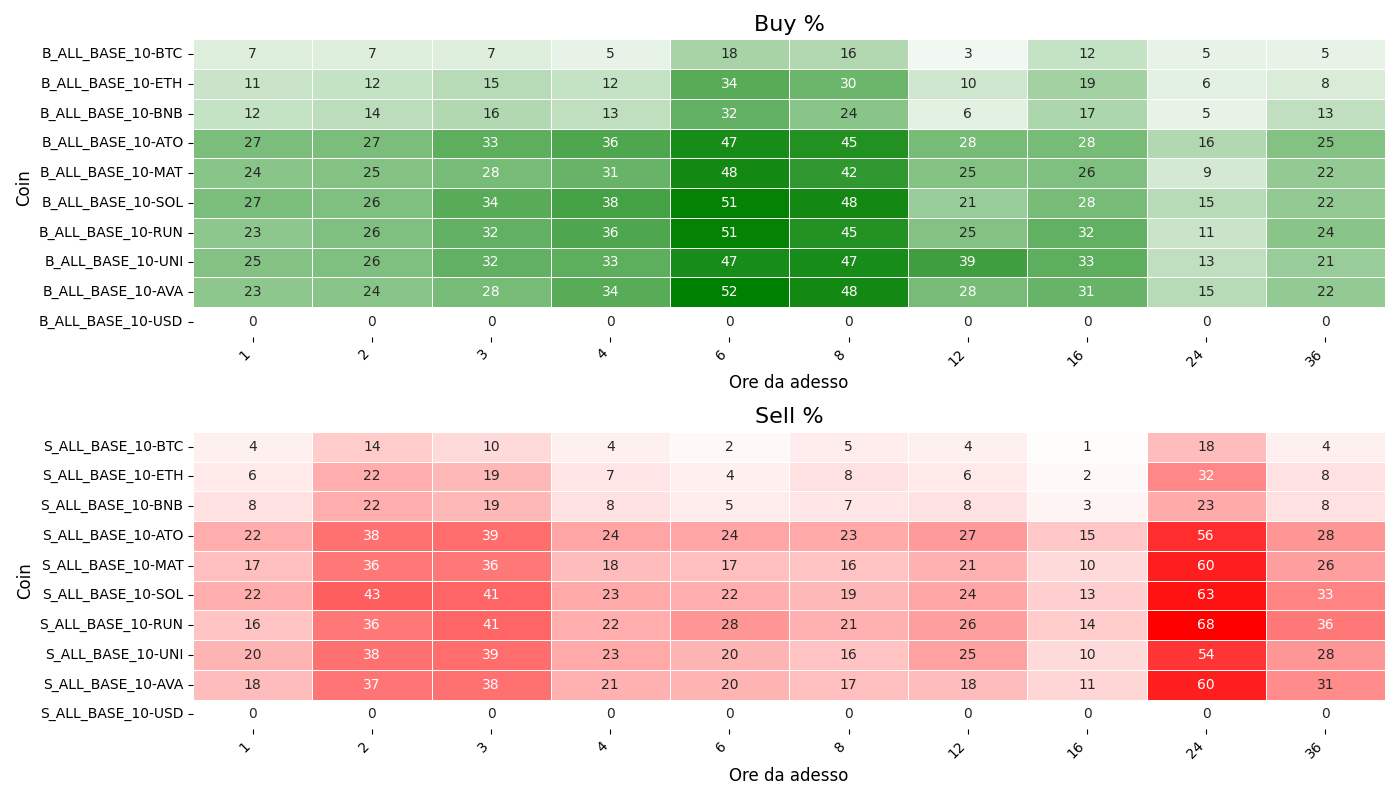 Buy %
Coin
B_ALL_BASE_10-BTC 7 7 7 5 18 16 3 12 5 5
B_ALL_BASE_10-ETH 11 12 15 12 34 30 10 19 6 8
B_ALL_BASE_10-BNB 12 14 16 13 32 24 6 17 5 13
B_ALL_BASE_10-ATO 27 27 33 36 47 45 28 28 16 25
B_ALL_BASE_10-MAT 24 25 28 31 48 42 25 26 9 22
B_ALL_BASE_10-SOL 27 26 34 38 51 48 21 28 15 22
B_ALL_BASE_10-RUN 23 26 32 36 51 45 25 32 11 24
B_ALL_BASE_10-UNI 25 26 32 33 47 47 39 33 13 21
B_ALL_BASE_10-AVA 23 24 28 34 52 48 28 31 15 22
B_ALL_BASE_10-USD 0 0 0 0 0 0 0 0 0 0
1 2 3 4 6 8 12 16 24 36
Ore da adesso
Sell %
Coin
S_ALL_BASE_10-BTC 4 14 10 4 2 5 4 1 18 4
S_ALL_BASE_10-ETH 6 22 19 7 4 8 6 2 32 8
S_ALL_BASE_10-BNB 8 22 19 8 5 7 8 3 23 8
S_ALL_BASE_10-ATO 22 38 39 24 24 23 27 15 56 28
S_ALL_BASE_10-MAT 17 36 36 18 17 16 21 10 60 26
S_ALL_BASE_10-SOL 22 43 41 23 22 19 24 13 63 33
S_ALL_BASE_10-RUN 16 36 41 22 28 21 26 14 68 36
S_ALL_BASE_10-UNI 20 38 39 23 20 16 25 10 54 28
S_ALL_BASE_10-AVA 18 37 38 21 20 17 18 11 60 31
S_ALL_BASE_10-USD 0 0 0 0 0 0 0 0 0 0
1 2 3 4 6 8 12 16 24 36
Ore da adesso